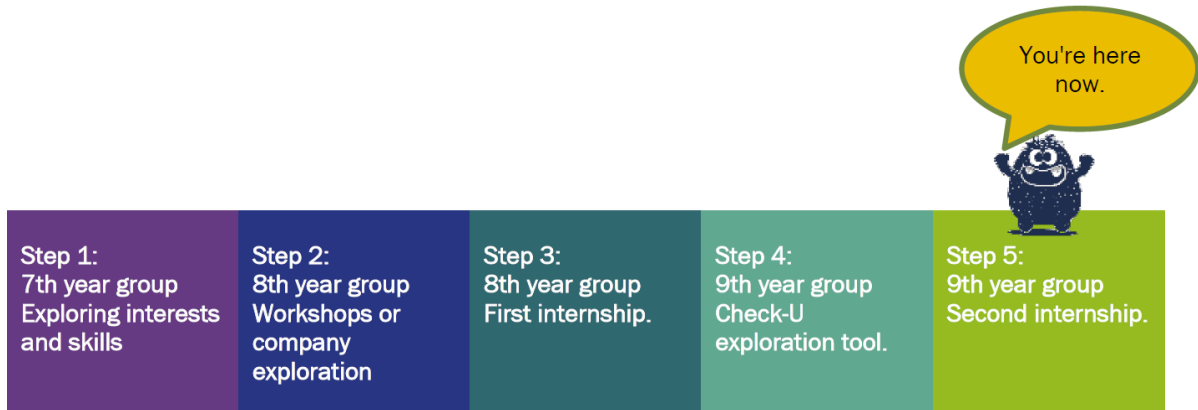 You're here
now.
Step 1:
7th year group
Exploring interests
and skills
Step 2:
8th year group
Workshops or
company
exploration
Step 3:
8th year group
First internship.
Step 4:
9th year group
Check-U
exploration tool.
Step 5:
9th year group
Second internship.